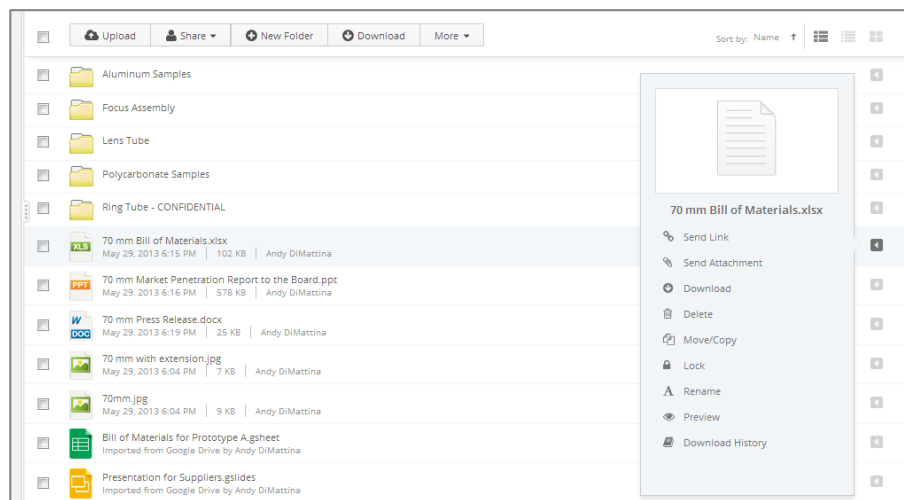 Upload Share New Folder Download More
Sort by: Name
Aluminum Samples
Focus Assembly
Lens Tube
Polycarbonate Samples
Ring Tube - CONFIDENTIAL
XLS
70 mm Bill of Materials.xlsx
May 29, 2013 6:15 PM 102 KB Andy DiMattina
PPT
70 mm Market Penetration Report to the Board.ppt
May 29, 2013 6:16 PM 578 KB Andy DiMattina
W DOC
70 mm Press Release.docx
May 29, 2013 6:19 PM 25 KB Andy DiMattina
70 mm with extension.jpg
May 29, 2013 6:04 PM 7 KB Andy DiMattina
70mm.jpg
May 29, 2013 6:04 PM 9 KB Andy DiMattina
Bill of Materials for Prototype A.gsheet
Imported from Google Drive by Andy DiMattina
Presentation for Suppliers.gslides
Imported from Google Drive by Andy DiMattina
70 mm Bill of Materials.xlsx
Send Link
Send Attachment
Download
Delete
Move/Copy
Lock
A Rename
Preview
Download History